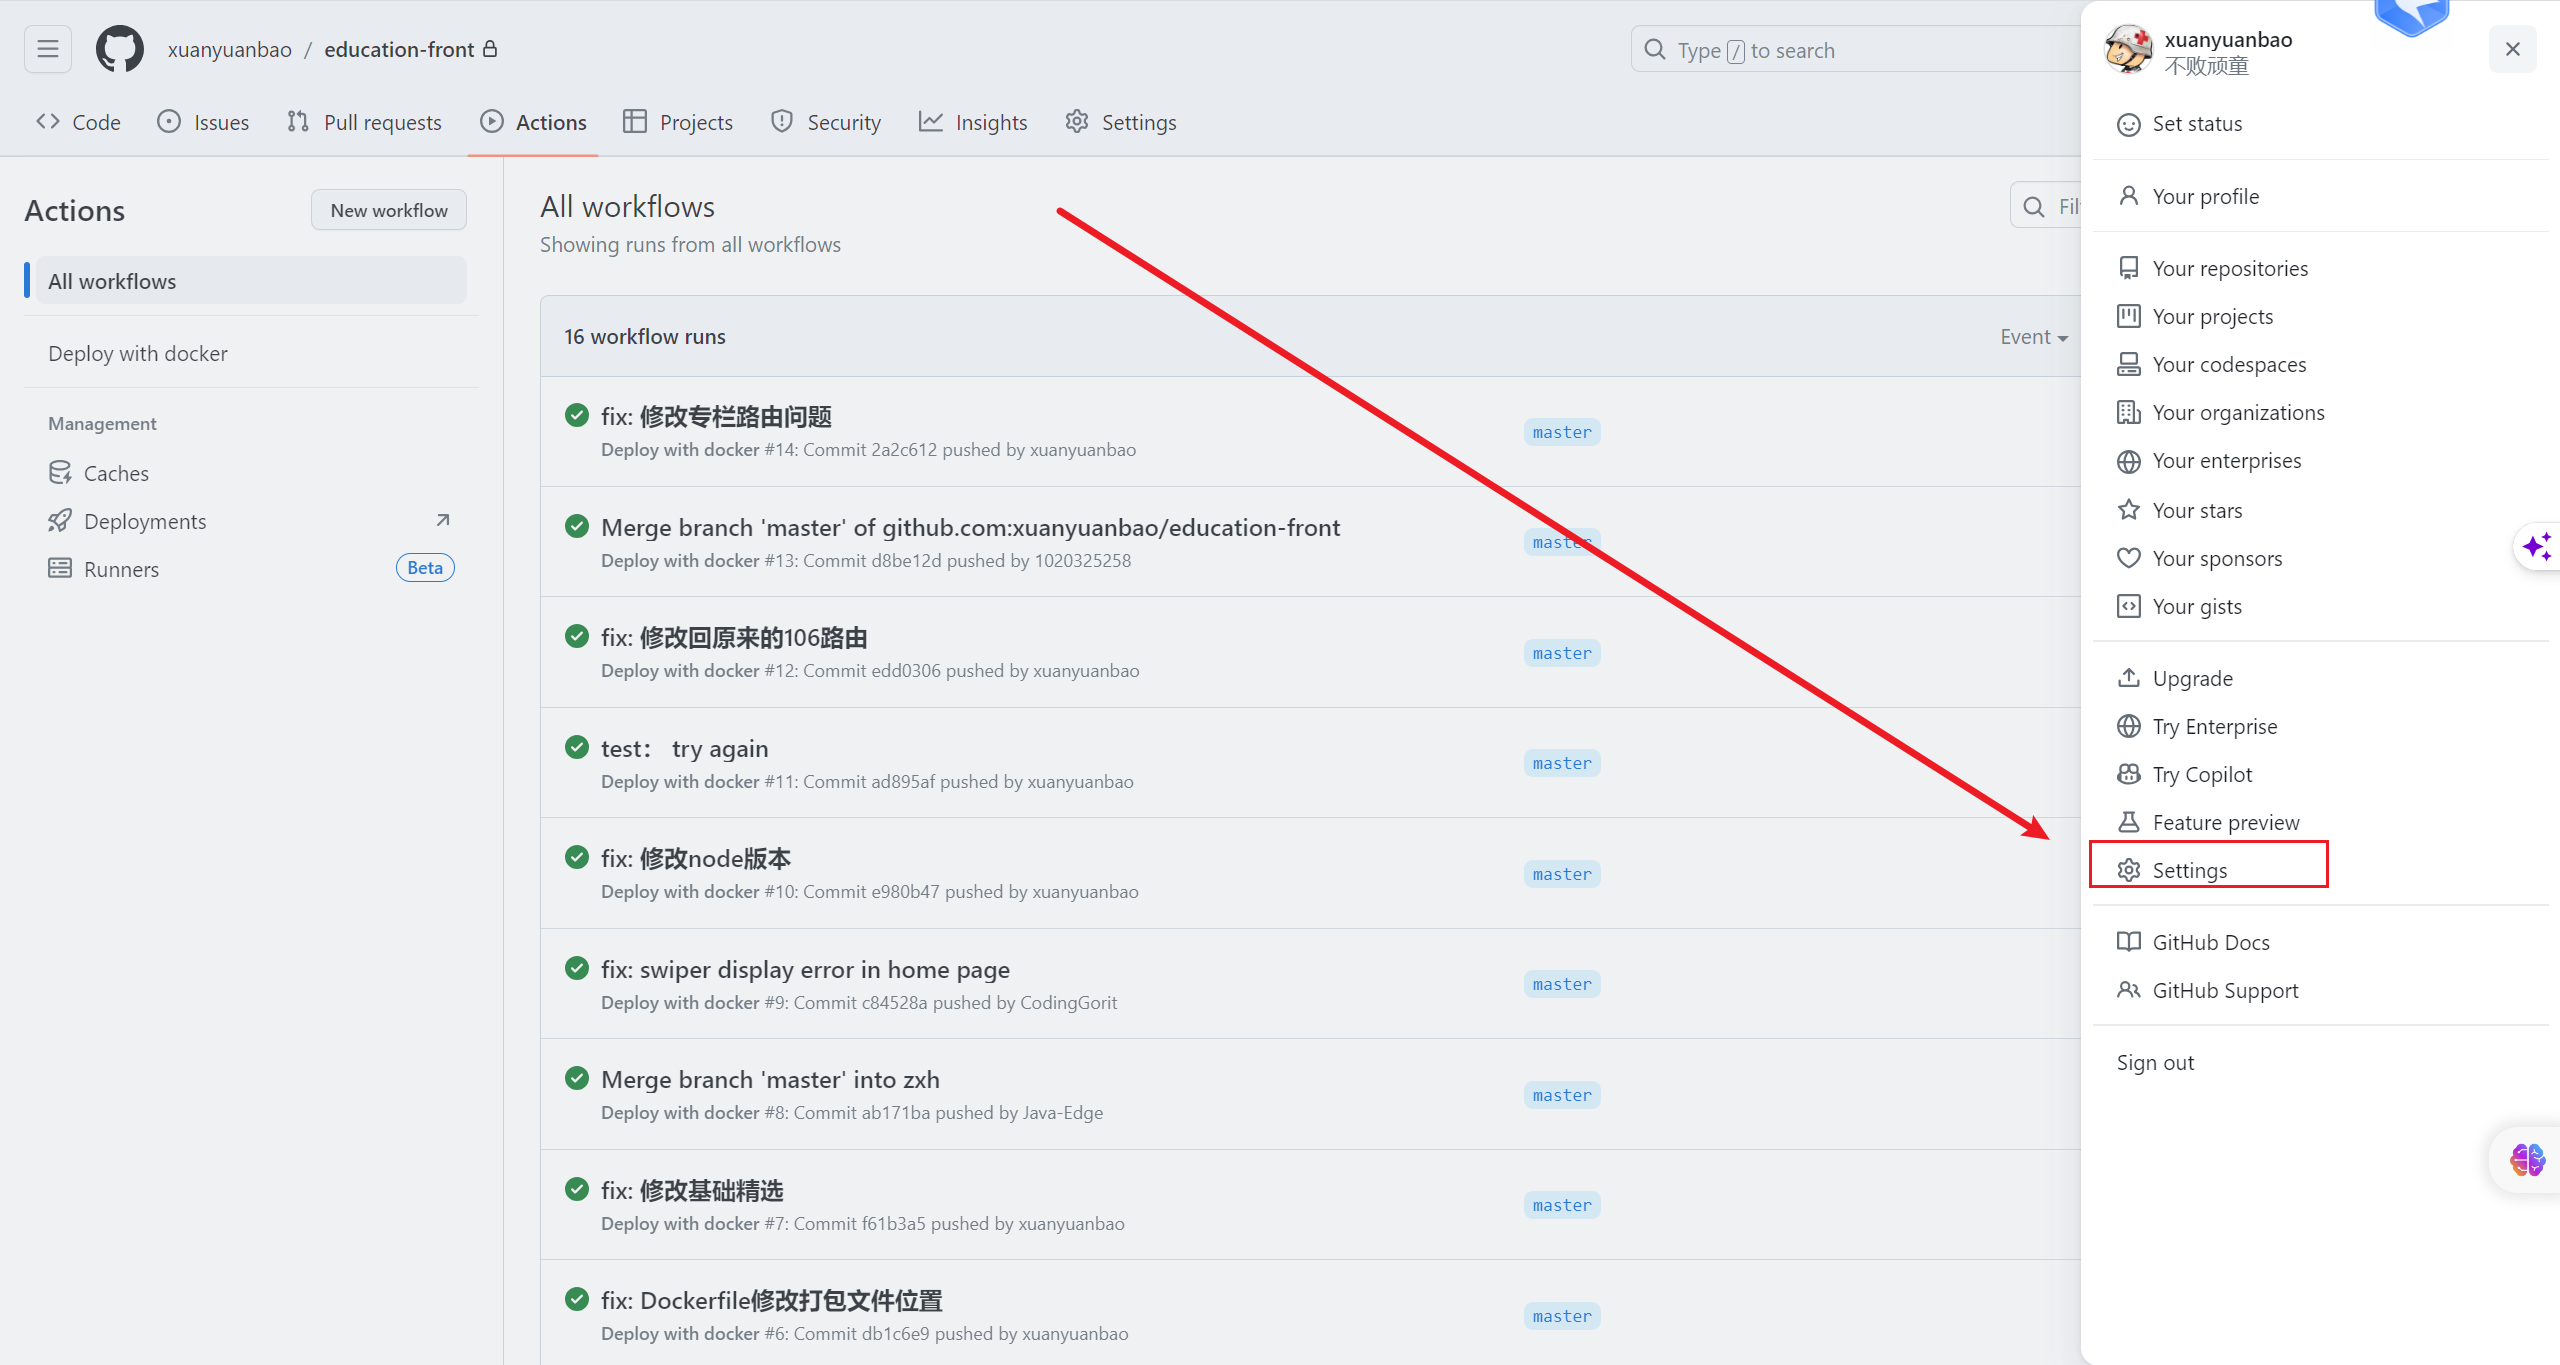 xuanyuanbao / education-front
Type / to search
Code
Issues
Pull requests
Actions
Projects
Security
Insights
Settings
Actions
New workflow
All workflows
Deploy with docker
Management
Caches
Deployments
Runners
Beta
All workflows
Showing runs from all workflows
16 workflow runs
Event
fix: 修改专栏路由问题
Deploy with docker #14: Commit 2a2c612 pushed by xuanyuanbao
master
Merge branch 'master' of github.com:xuanyuanbao/education-front
Deploy with docker #13: Commit d8be12d pushed by 1020325258
master
fix: 修改回原来的106路由
Deploy with docker #12: Commit edd0306 pushed by xuanyuanbao
master
test： try again
Deploy with docker #11: Commit ad895af pushed by xuanyuanbao
master
fix: 修改node版本
Deploy with docker #10: Commit e980b47 pushed by xuanyuanbao
master
fix: swiper display error in home page
Deploy with docker #9: Commit c84528a pushed by CodingGorit
master
Merge branch 'master' into zxh
Deploy with docker #8: Commit ab171ba pushed by Java-Edge
master
fix: 修改基础精选
Deploy with docker #7: Commit f61b3a5 pushed by xuanyuanbao
master
fix: Dockerfile修改打包文件位置
Deploy with docker #6: Commit db1c6e9 pushed by xuanyuanbao
master
xuanyuanbao
不败顽童
Set status
Your profile
Your repositories
Your projects
Your codespaces
Your organizations
Your enterprises
Your stars
Your sponsors
Your gists
Upgrade
Try Enterprise
Try Copilot
Feature preview
Settings
GitHub Docs
GitHub Support
Sign out